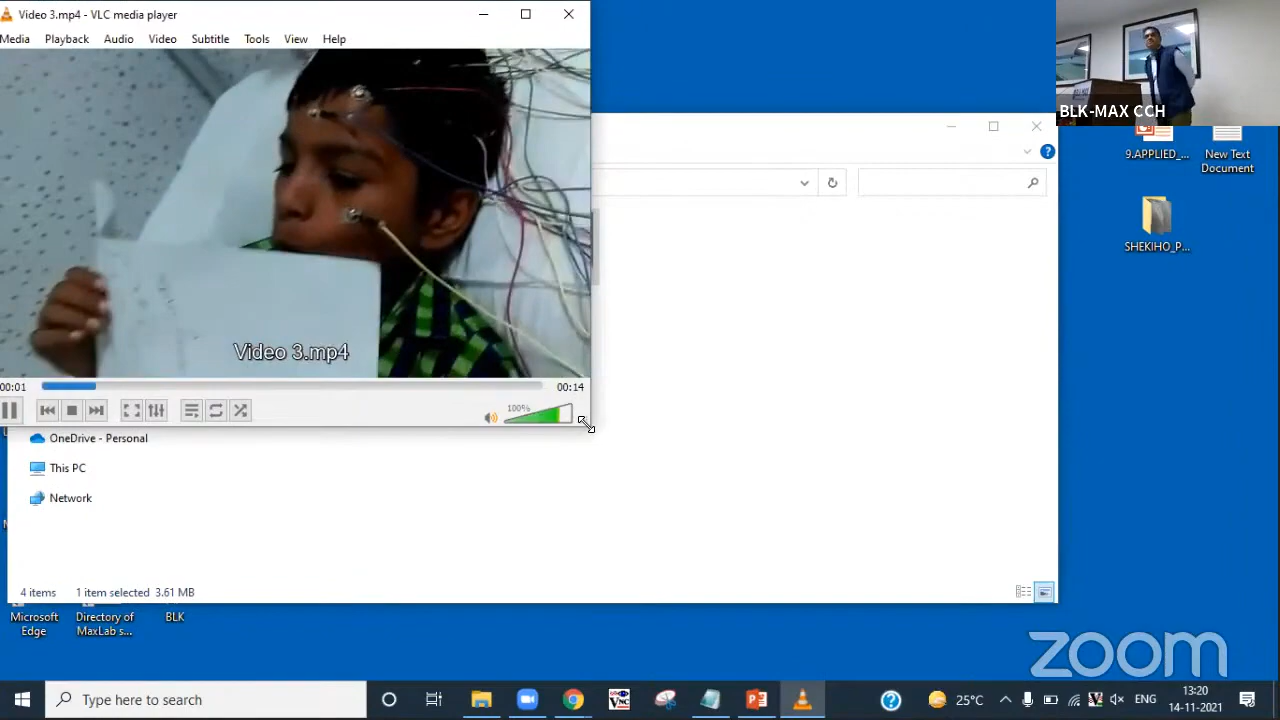 Video 3.mp4 - VLC media player
Media Playback Audio Video Subtitle Tools View Help
BLK-MAX CCH
9.APPLIED_...
New Text
Document
SHEKIHO_P...
Video 3.mp4
00:01
00:14
100%
OneDrive - Personal
This PC
Network
4 items 1 item selected 3.61 MB
Microsoft
Edge
Directory of
MaxLab s...
BLK
zoom
Type here to search
25°C
ENG
13:20
14-11-2021